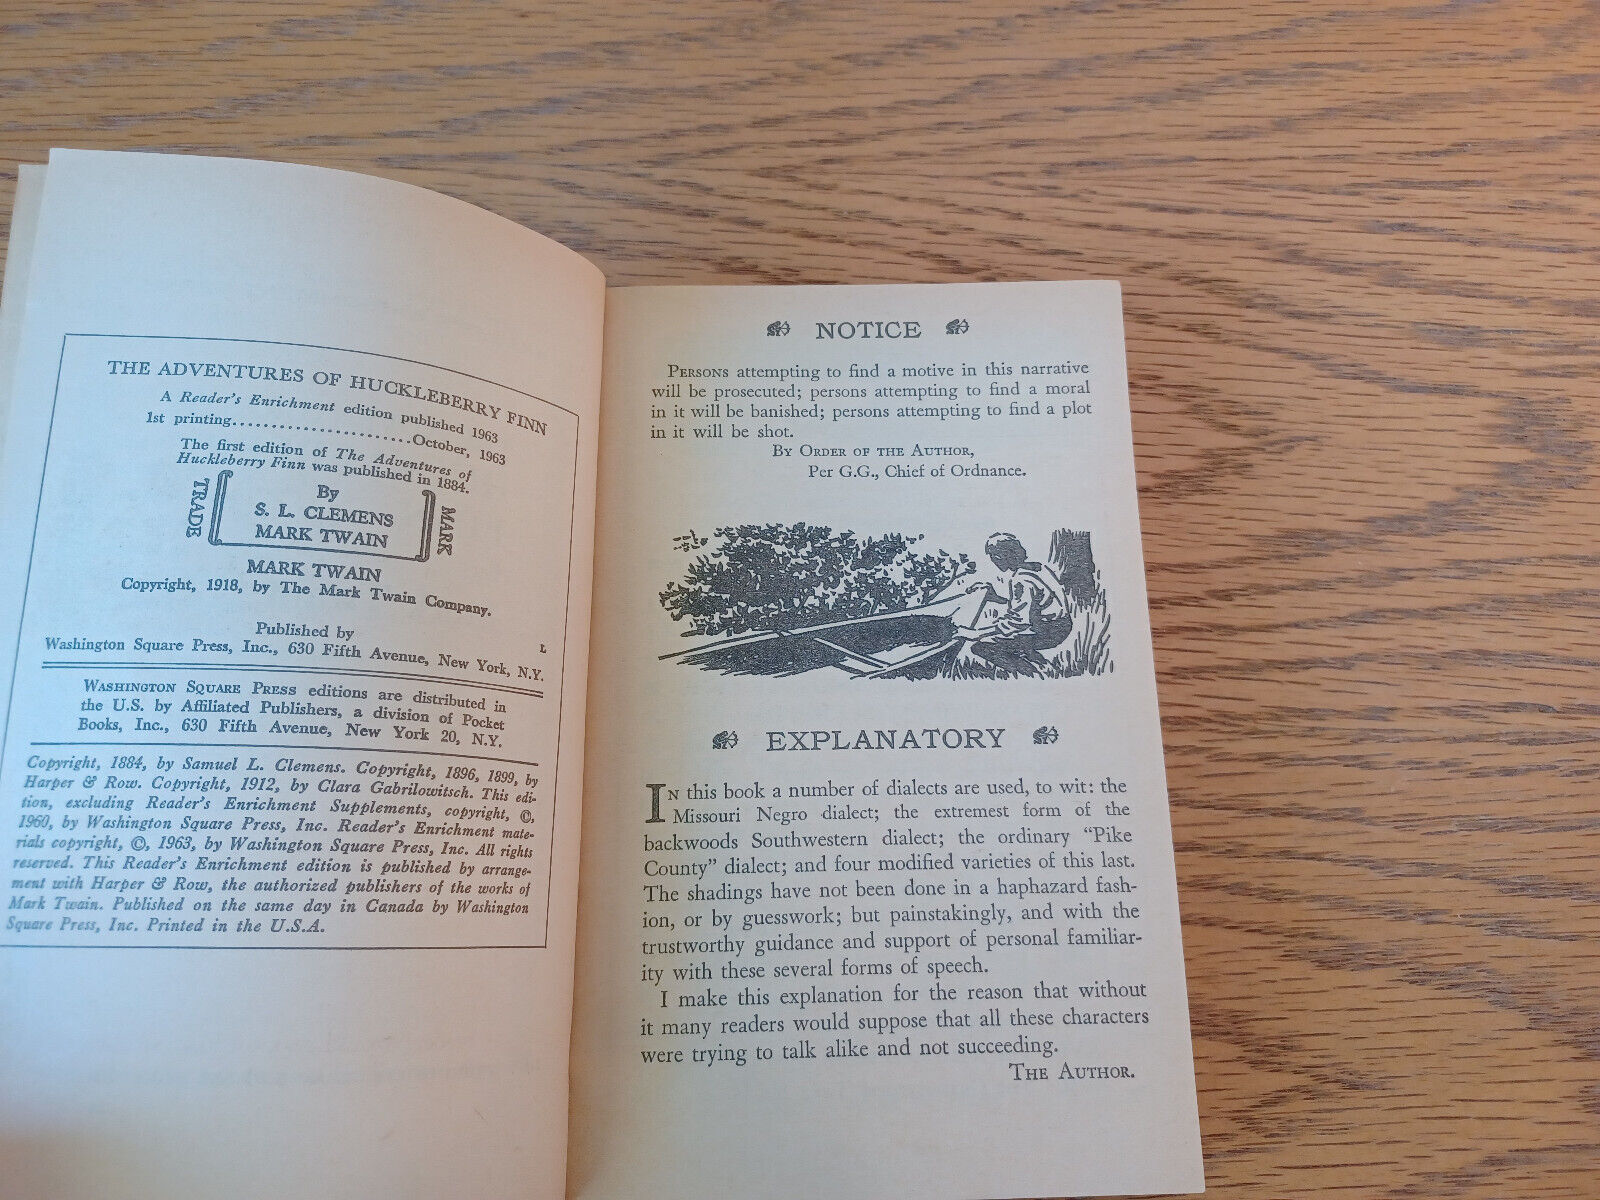 THE ADVENTURES OF HUCKLEBERRY FINN
A Reader's Enrichment edition published 1963
1st printing.......................October, 1963
The first edition of The Adventures of
Huckleberry Finn was published in 1884.
TRADE
By
S. L. CLEMENS
MARK TWAIN
MARK
MARK TWAIN
Copyright, 1918, by The Mark Twain Company.
Published by
L
Washington Square Press, Inc., 630 Fifth Avenue, New York, N.Y.
WASHINGTON SQUARE PRESS editions are distributed in
the U.S. by Affiliated Publishers, a division of Pocket
Books, Inc., 630 Fifth Avenue, New York 20, N.Y.
Copyright, 1884, by Samuel L. Clemens. Copyright, 1896, 1899, by
Harper & Row. Copyright, 1912, by Clara Gabrilowitsch. This edi-
tion, excluding Reader's Enrichment Supplements, copyright, ©,
1960, by Washington Square Press, Inc. Reader's Enrichment mate-
rials copyright, ©, 1963, by Washington Square Press, Inc. All rights
reserved. This Reader's Enrichment edition is published by arrange-
ment with Harper & Row, the authorized publishers of the works of
Mark Twain. Published on the same day in Canada by Washington
Square Press, Inc. Printed in the U.S.A.
NOTICE
PERSONS attempting to find a motive in this narrative
will be prosecuted; persons attempting to find a moral
in it will be banished; persons attempting to find a plot
in it will be shot.
BY ORDER OF THE AUTHOR,
Per G.G., Chief of Ordnance.
EXPLANATORY
IN this book a number of dialects are used, to wit: the
Missouri Negro dialect; the extremest form of the
backwoods Southwestern dialect; the ordinary "Pike
County" dialect; and four modified varieties of this last.
The shadings have not been done in a haphazard fash-
ion, or by guesswork; but painstakingly, and with the
trustworthy guidance and support of personal familiar-
ity with these several forms of speech.
I make this explanation for the reason that without
it many readers would suppose that all these characters
were trying to talk alike and not succeeding.
THE AUTHOR.